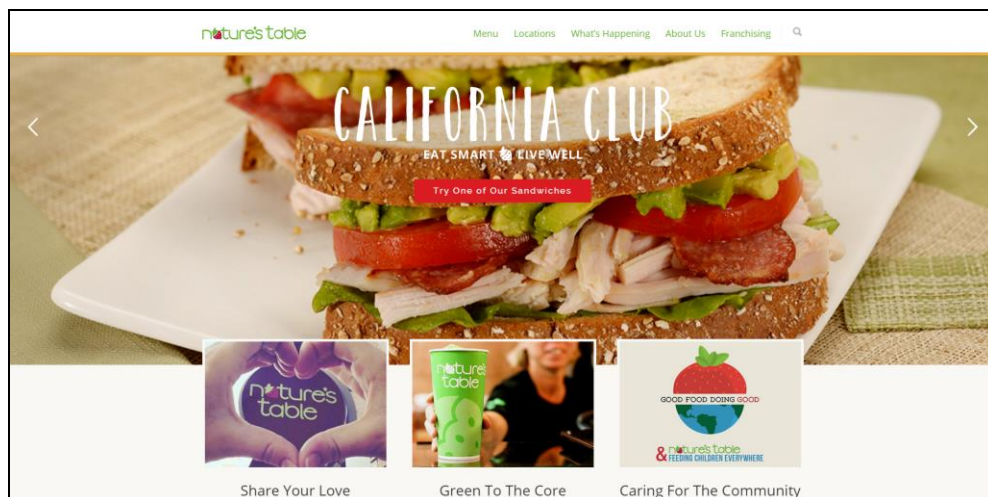 nature's table
Menu Locations What's Happening About Us Franchising
CALIFORNIA CLUB
EAT SMART LIVE WELL
Try One of Our Sandwiches
nature's
table
nature's
table
GOOD FOOD DOING GOOD
& nature's table
FEEDING CHILDREN EVERYWHERE
Share Your Love
Green To The Core
Caring For The Community